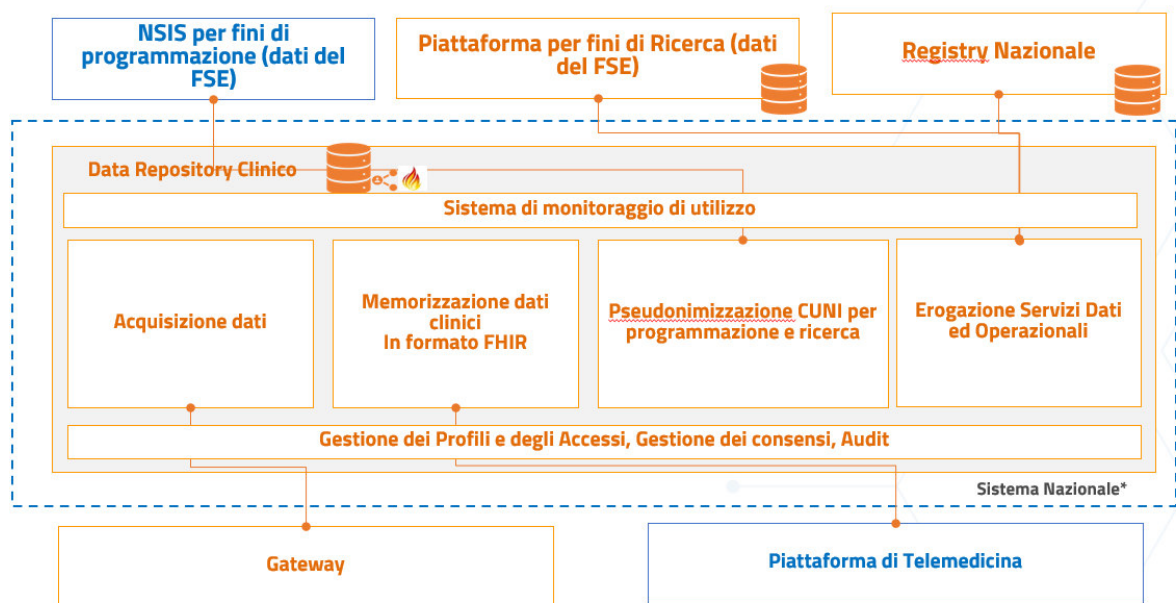 NSIS per fini di
programmazione (dati del
FSE)
Piattaforma per fini di Ricerca (dati
del FSE)
Registry Nazionale
Data Repository Clinico
Sistema di monitoraggio di utilizzo
Acquisizione dati
Memorizzazione dati
clinici
In formato FHIR
Pseudonimizzazione CUNI per
programmazione e ricerca
Erogazione Servizi Dati
ed Operazionali
Gestione dei Profili e degli Accessi, Gestione dei consensi, Audit
Sistema Nazionale*
Gateway
Piattaforma di Telemedicina